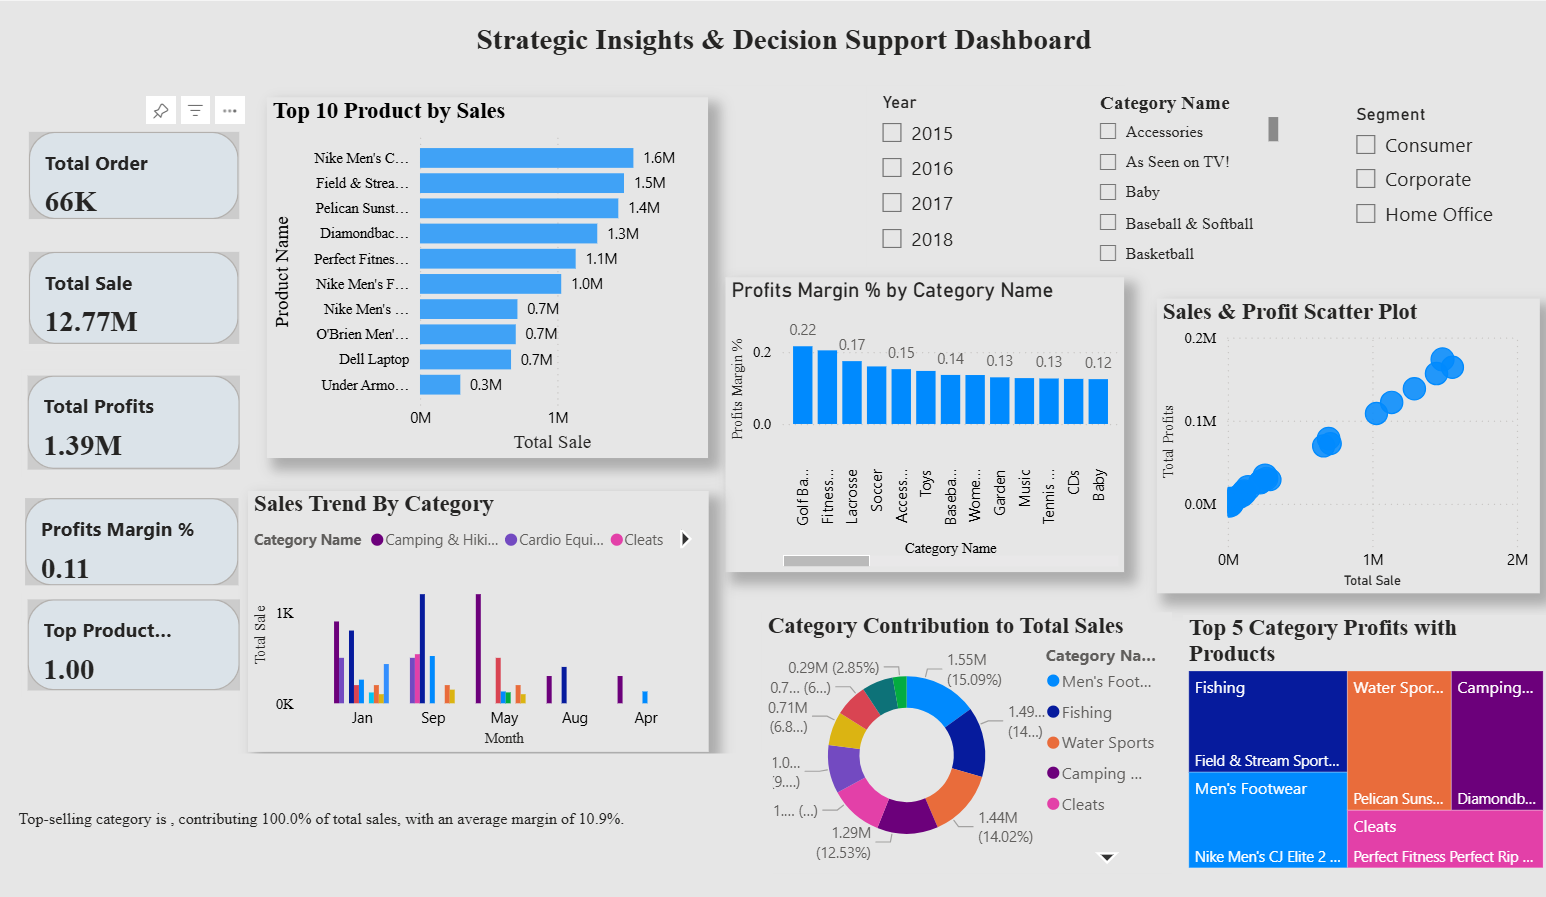 Strategic Insights & Decision Support Dashboard
Total Order
66K
Total Sale
12.77M
Total Profits
1.39M
Profits Margin %
0.11
Top Product...
1.00
Top 10 Product by Sales
Product Name
Nike Men's C... 1.6M
Field & Strea... 1.5M
Pelican Sunst... 1.4M
Diamondbac... 1.3M
Perfect Fitnes... 1.1M
Nike Men's F... 1.0M
Nike Men's ... 0.7M
O'Brien Men'... 0.7M
Dell Laptop 0.7M
Under Armo... 0.3M
0M 1M
Total Sale
Year
2015
2016
2017
2018
Category Name
Accessories
As Seen on TV!
Baby
Baseball & Softball
Basketball
Segment
Consumer
Corporate
Home Office
Profits Margin % by Category Name
Profits Margin %
0.2
0.0
0.22 0.17 0.15 0.14 0.13 0.13 0.12
Golf Ba...
Fitness...
Lacrosse
Soccer
Access...
Toys
Baseba...
Wome...
Garden
Music
Tennis ...
CDs
Baby
Category Name
Sales & Profit Scatter Plot
Total Profits
0.2M
0.1M
0.0M
0M 1M 2M
Total Sale
Sales Trend By Category
Category Name Camping & Hiki... Cardio Equi... Cleats
Total Sale
1K
0K
Jan Sep May Aug Apr
Month
Category Contribution to Total Sales
0.29M (2.85%)
0.7... (6...)
0.71M
(6.8...)
1.0...
(9....)
1.... (...)
1.29M
(12.53%)
1.44M
(14.02%)
1.49...
(14...)
1.55M
(15.09%)
Category Na...
Men's Foot...
Fishing
Water Sports
Camping ...
Cleats
Top 5 Category Profits with
Products
Fishing
Field & Stream Sport...
Men's Footwear
Nike Men's CJ Elite 2 ...
Water Spor...
Pelican Suns...
Camping...
Diamondb...
Cleats
Perfect Fitness Perfect Rip ...
Top-selling category is , contributing 100.0% of total sales, with an average margin of 10.9%.